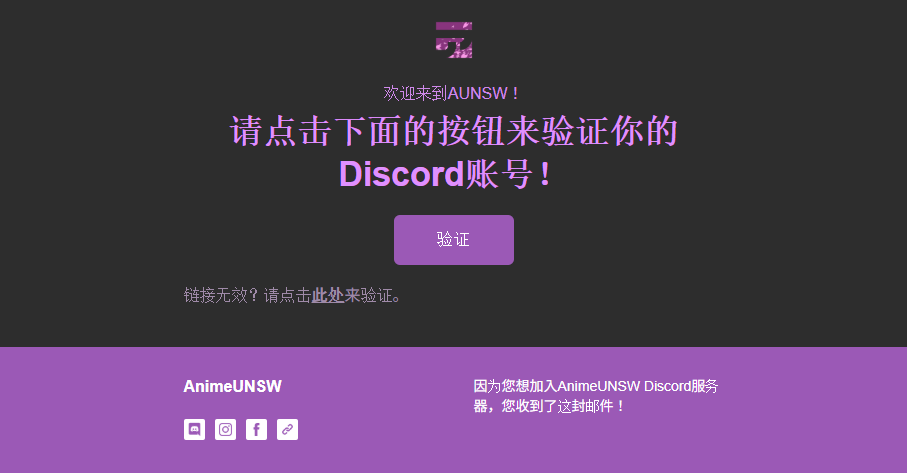 欢迎来到AUNSW！
请点击下面的按钮来验证你的
Discord账号！
验证
链接无效？请点击此处来验证。
AnimeUNSW
因为您想加入AnimeUNSW Discord服务
器，您收到了这封邮件！